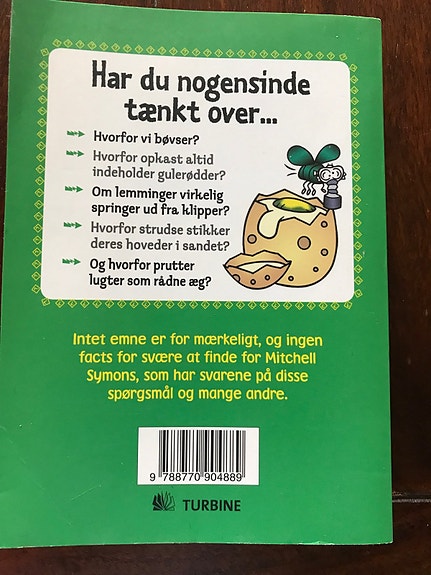 Har du nogensinde
tænkt over...
Hvorfor vi bøvser?
Hvorfor opkast altid
indeholder gulerødder?
Om lemminger virkelig
springer ud fra klipper?
Hvorfor strudse stikker
deres hoveder i sandet?
Og hvorfor prutter
lugter som rådne æg?
Intet emne er for mærkeligt, og ingen
facts for svære at finde for Mitchell
Symons, som har svarene på disse
spørgsmål og mange andre.
9 788770 904889
TURBINE